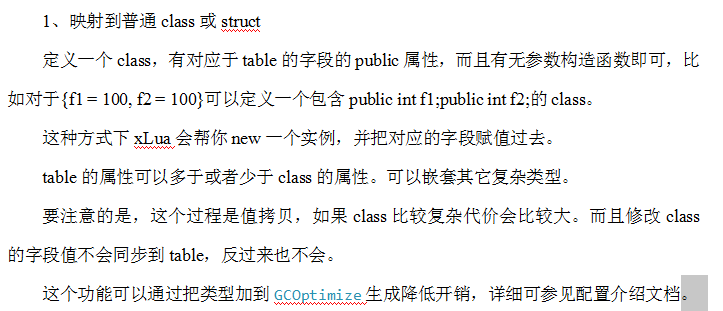 1、映射到普通 class 或 struct
定义一个 class，有对应于 table 的字段的 public 属性，而且有无参数构造函数即可，比
如对于{f1 = 100, f2 = 100}可以定义一个包含 public int f1;public int f2;的 class。
这种方式下 xLua 会帮你 new 一个实例，并把对应的字段赋值过去。
table 的属性可以多于或者少于 class 的属性。可以嵌套其它复杂类型。
要注意的是，这个过程是值拷贝，如果 class 比较复杂代价会比较大。而且修改 class
的字段值不会同步到 table，反过来也不会。
这个功能可以通过把类型加到 GCOptimize 生成降低开销，详细可参见配置介绍文档。